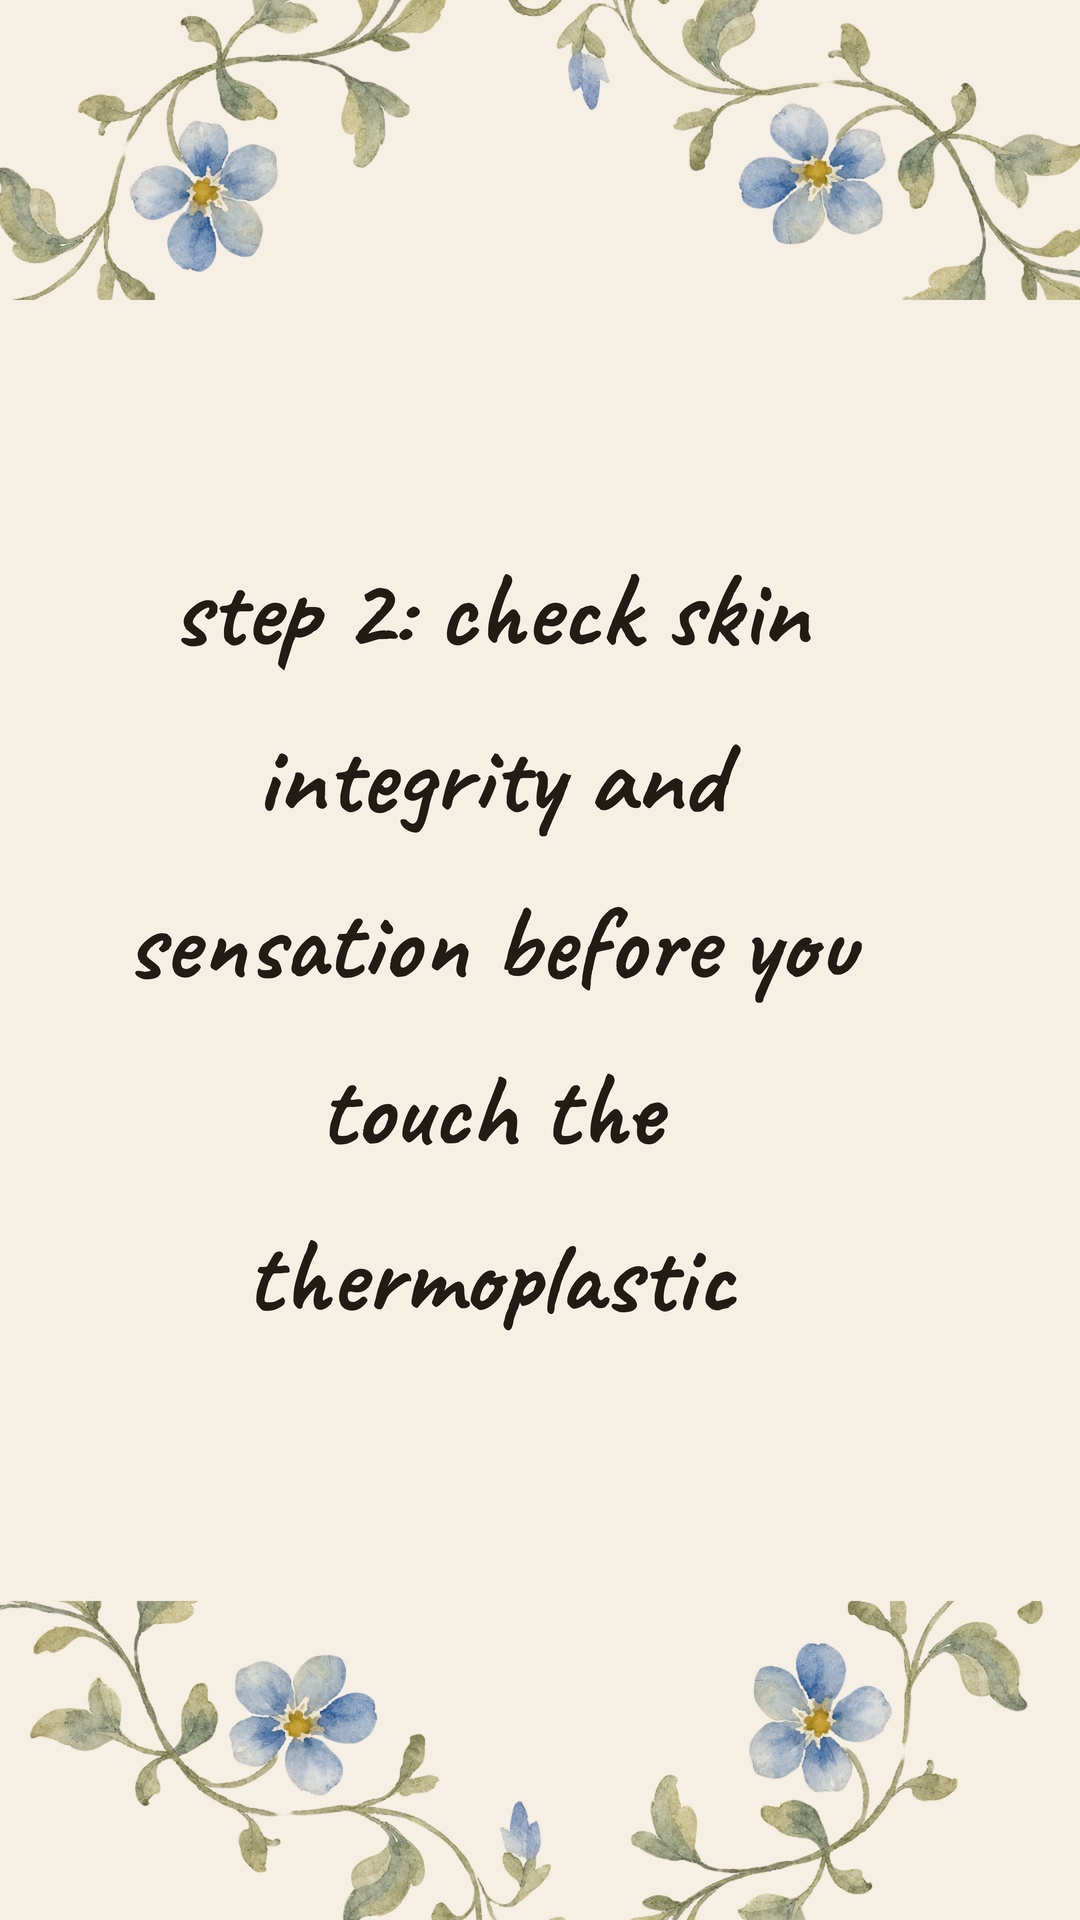 step 2: check skin
integrity and
sensation before you
touch the
thermoplastic